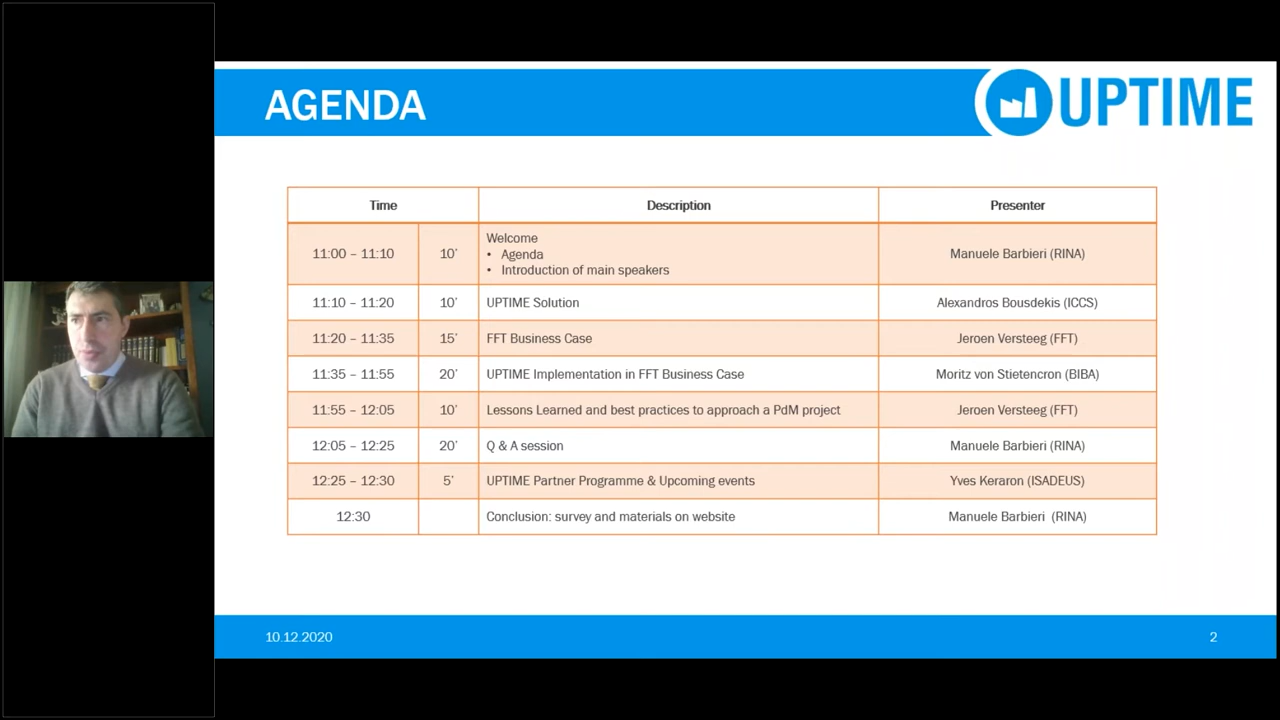 AGENDA
UPTIME
Time Description Presenter
11:00 – 11:10 10’ Welcome
• Agenda
• Introduction of main speakers
Manuele Barbieri (RINA)
11:10 – 11:20 10’ UPTIME Solution Alexandros Bousdekis (ICCS)
11:20 – 11:35 15’ FFT Business Case Jeroen Versteeg (FFT)
11:35 – 11:55 20’ UPTIME Implementation in FFT Business Case Moritz von Stietencron (BIBA)
11:55 – 12:05 10’ Lessons Learned and best practices to approach a PdM project Jeroen Versteeg (FFT)
12:05 – 12:25 20’ Q & A session Manuele Barbieri (RINA)
12:25 – 12:30 5’ UPTIME Partner Programme & Upcoming events Yves Keraron (ISADEUS)
12:30 Conclusion: survey and materials on website Manuele Barbieri (RINA)
10.12.2020 2